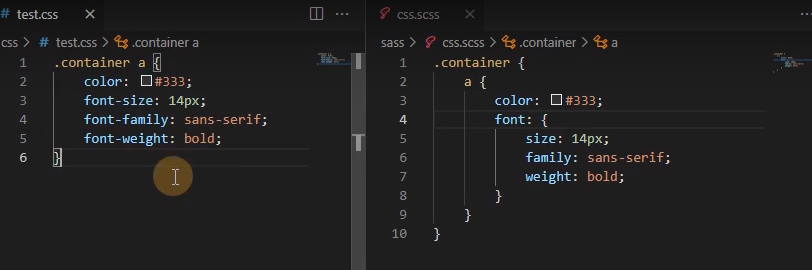 # test.css ×
css > # test.css > .container a
1 .container a {
2     color: #333;
3     font-size: 14px;
4     font-family: sans-serif;
5     font-weight: bold;
6 }
css.scss ×
sass > css.scss > .container > a
1 .container {
2     a {
3         color: #333;
4         font: {
5             size: 14px;
6             family: sans-serif;
7             weight: bold;
8         }
9     }
10 }